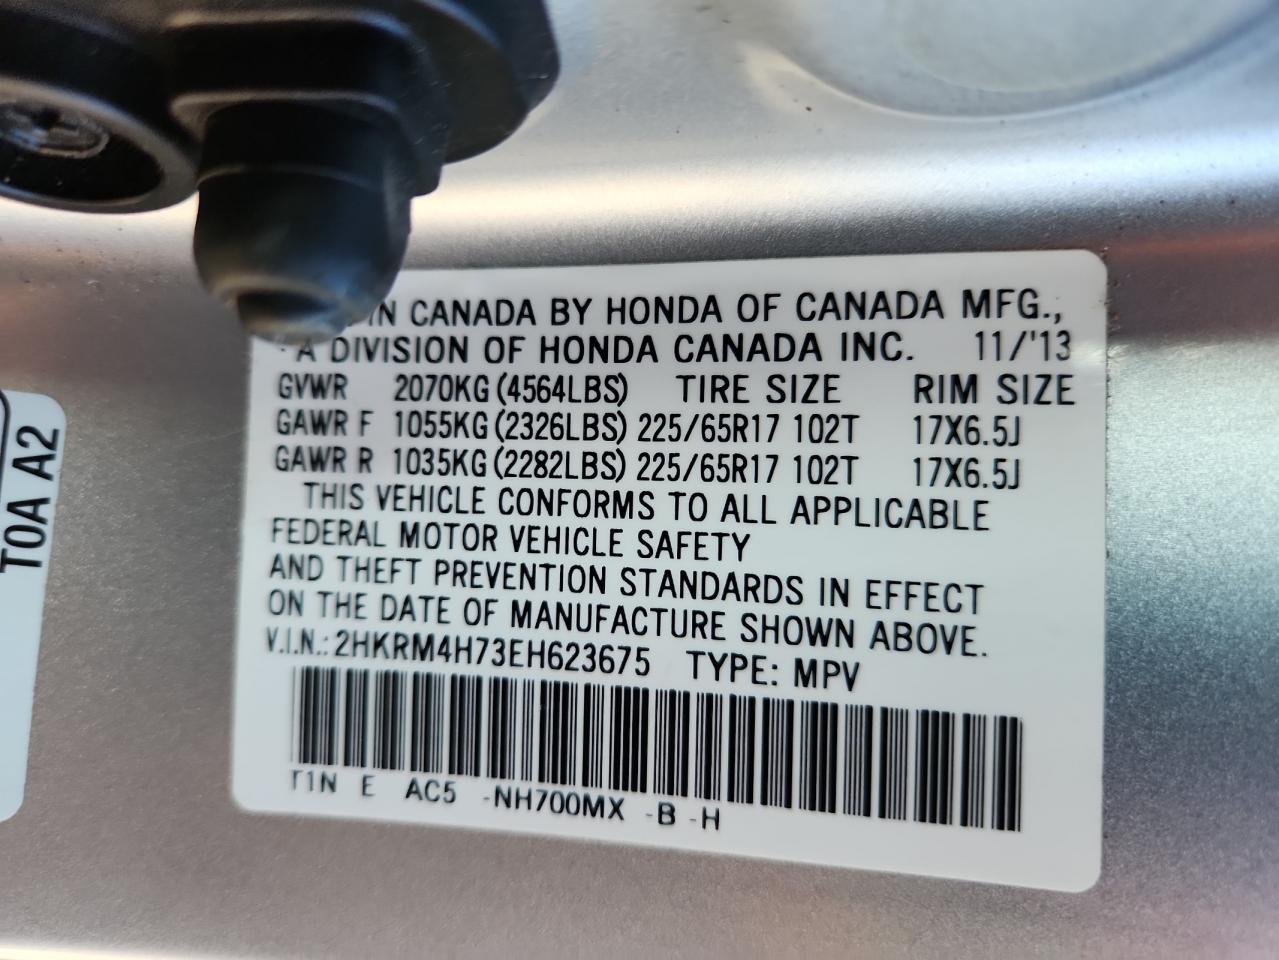 IN CANADA BY HONDA OF CANADA MFG.,
A DIVISION OF HONDA CANADA INC. 11/'13
GVWR 2070KG (4564LBS) TIRE SIZE RIM SIZE
GAWR F 1055KG (2326LBS) 225/65R17 102T 17X6.5J
GAWR R 1035KG (2282LBS) 225/65R17 102T 17X6.5J
THIS VEHICLE CONFORMS TO ALL APPLICABLE
FEDERAL MOTOR VEHICLE SAFETY
AND THEFT PREVENTION STANDARDS IN EFFECT
ON THE DATE OF MANUFACTURE SHOWN ABOVE.
V.I.N.: 2HKRM4H73EH623675 TYPE: MPV
T1N E AC5 -NH700MX -B -H
T0A A2